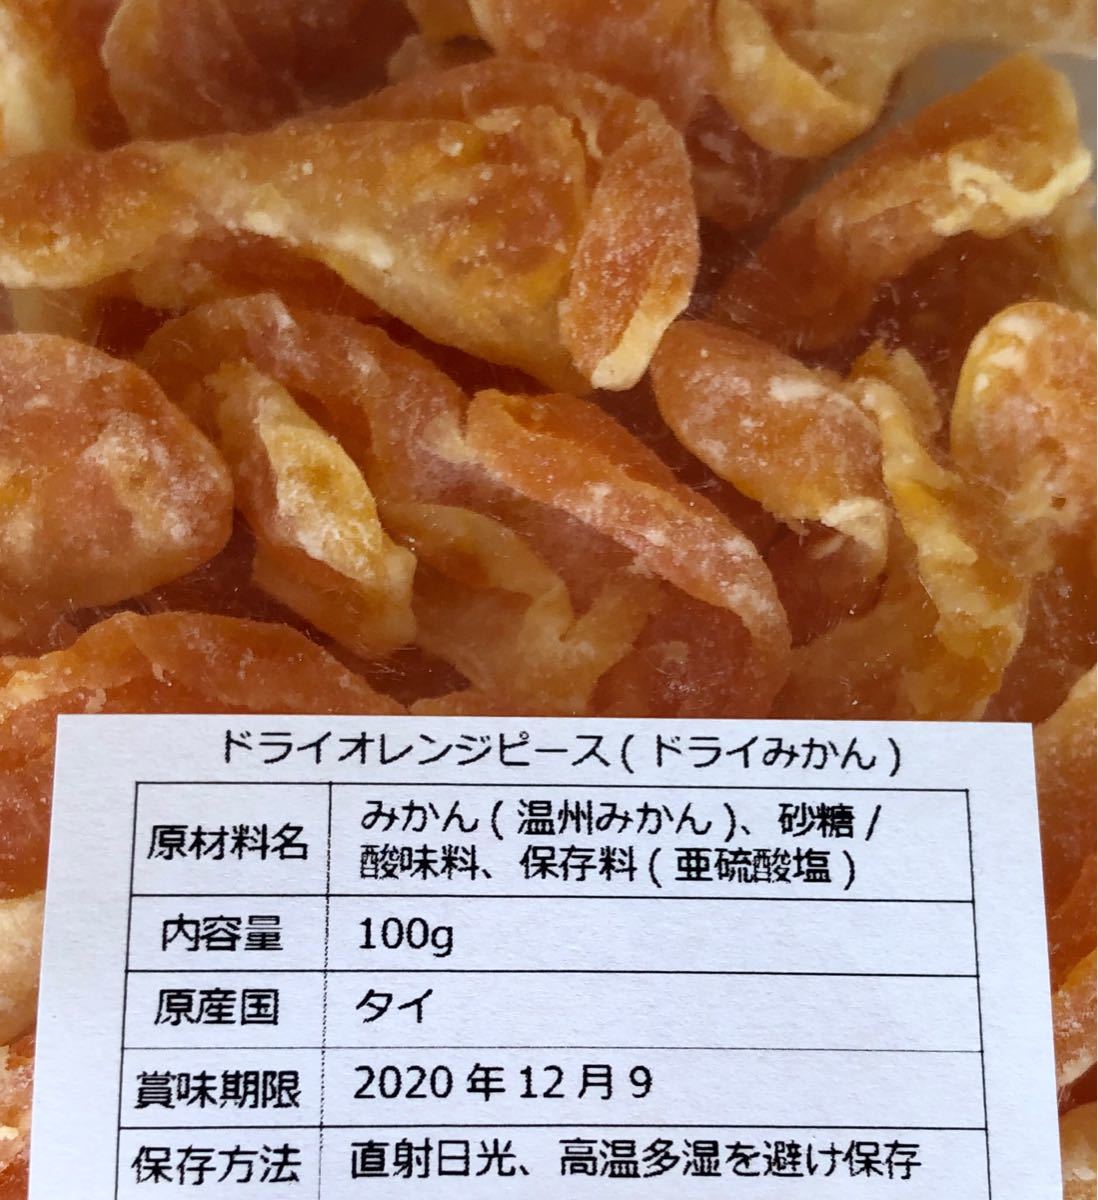 ドライオレンジピース(ドライみかん)
原材料名 みかん(温州みかん)、砂糖/
酸味料、保存料(亜硫酸塩)
内容量 100g
原産国 タイ
賞味期限 2020年12月9
保存方法 直射日光、高温多湿を避け保存